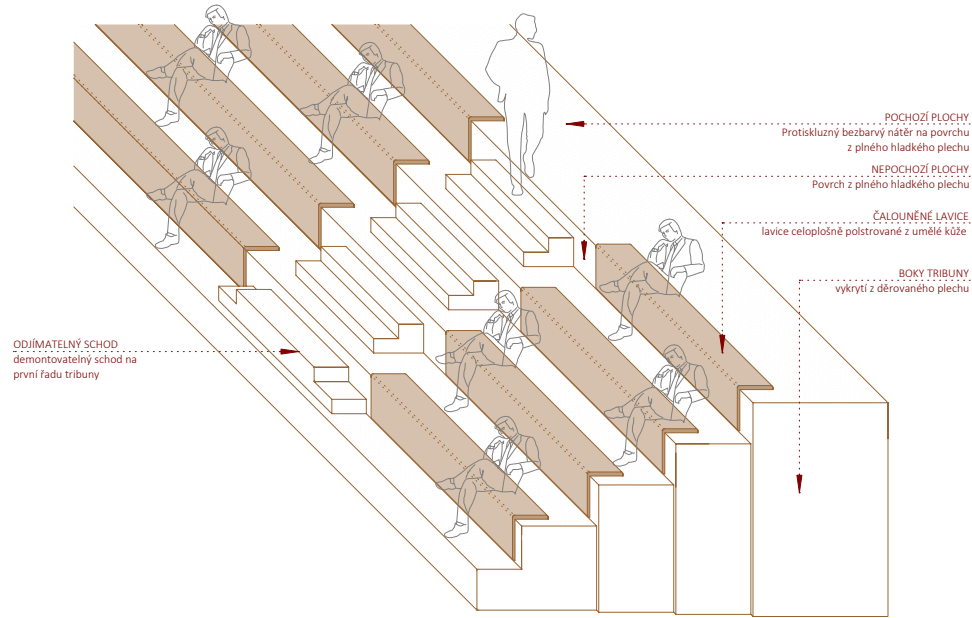 POCHOZÍ PLOCHY
Protiskluzný bezbarvý nátěr na povrchu
z plného hladkého plechu
NEPOCHOZÍ PLOCHY
Povrch z plného hladkého plechu
ČALOUNĚNÉ LAVICE
lavice celoplošně polstrované z umělé kůže
BOKY TRIBUNY
vykrytí z děrovaného plechu
ODJÍMATELNÝ SCHOD
demontovatelný schod na
první řadu tribuny